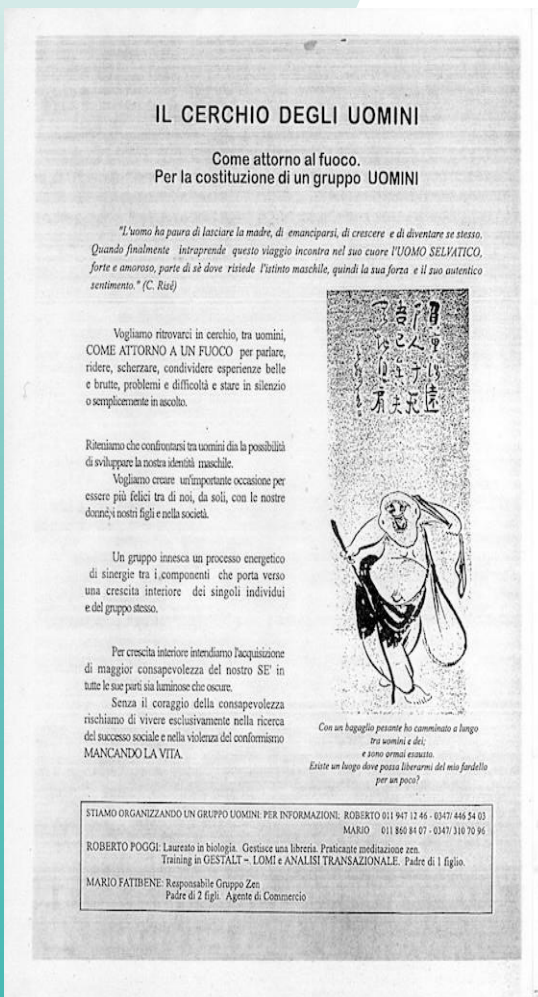 IL CERCHIO DEGLI UOMINI
Come attorno al fuoco.
Per la costituzione di un gruppo UOMINI
"L'uomo ha paura di lasciare la madre, di emanciparsi, di crescere e di diventare se stesso.
Quando finalmente intraprende questo viaggio incontra nel suo cuore l'UOMO SELVATICO,
forte e amoroso, parte di sè dove risiede l'istinto maschile, quindi la sua forza e il suo autentico
sentimento." (C. Risé)
Vogliamo ritrovarci in cerchio, tra uomini,
COME ATTORNO A UN FUOCO per parlare,
ridere, scherzare, condividere esperienze belle
e brutte, problemi e difficoltà e stare in silenzio
o semplicemente in ascolto.
Riteniamo che confrontarsi tra uomini dia la possibilità
di sviluppare la nostra identità maschile.
Vogliamo creare un'importante occasione per
essere più felici tra di noi, da soli, con le nostre
donne, i nostri figli e nella società.
Un gruppo innesca un processo energetico
di sinergie tra i componenti che porta verso
una crescita interiore dei singoli individui
e del gruppo stesso.
Per crescita interiore intendiamo l'acquisizione
di maggior consapevolezza del nostro SE' in
tutte le sue parti sia luminose che oscure.
Senza il coraggio della consapevolezza
rischiamo di vivere esclusivamente nella ricerca
del successo sociale e nella violenza del conformismo
MANCANDO LA VITA.
Con un bagaglio pesante ho camminato a lungo
tra uomini e dei;
e sono ormai esausto.
Esiste un luogo dove possa liberarmi del mio fardello
per un poco?
STIAMO ORGANIZZANDO UN GRUPPO UOMINI: PER INFORMAZIONI: ROBERTO 011 947 12 46 - 0347/ 446 54 03
MARIO 011 860 84 07 - 0347/ 310 70 96
ROBERTO POGGI: Laureato in biologia. Gestisce una libreria. Praticante meditazione zen.
Training in GESTALT - LOMI e ANALISI TRANSAZIONALE. Padre di 1 figlio.
MARIO FATIBENE: Responsabile Gruppo Zen
Padre di 2 figli. Agente di Commercio